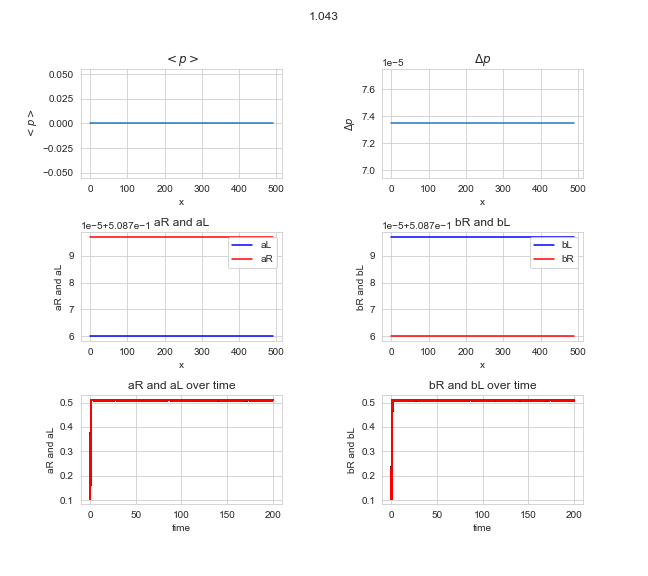 1.043
< p >
Δp
1e−5
0.050
0.025
0.000
−0.025
−0.050
< p >
0 100 200 300 400 500
x
7.6
7.4
7.2
7.0
Δp
0 100 200 300 400 500
x
aR and aL
1e−5+5.087e−1
9
8
7
6
aR and aL
aL
aR
0 100 200 300 400 500
x
bR and bL
1e−5+5.087e−1
9
8
7
6
bR and bL
bL
bR
0 100 200 300 400 500
x
aR and aL over time
0.5
0.4
0.3
0.2
0.1
aR and aL
0 50 100 150 200
time
bR and bL over time
0.5
0.4
0.3
0.2
0.1
bR and bL
0 50 100 150 200
time